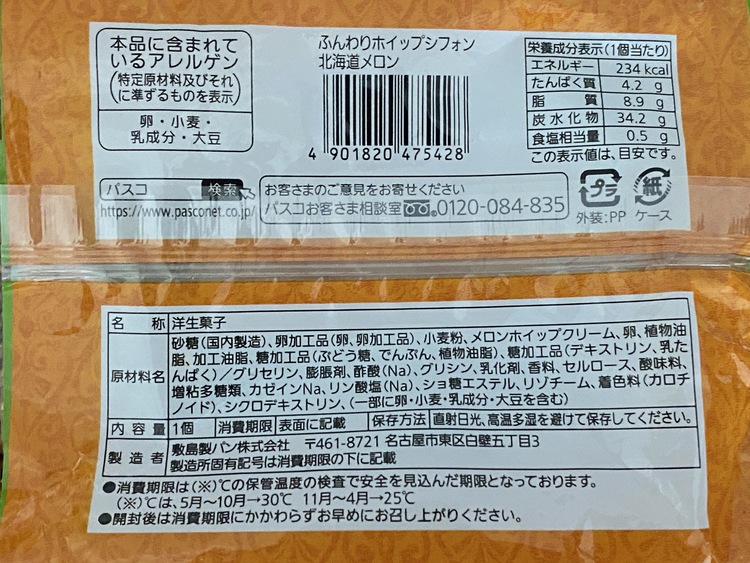 本品に含まれて
いるアレルゲン
(特定原材料及びそれ
に準ずるものを表示)
卵・小麦・
乳成分・大豆
ふんわりホイップシフォン
北海道メロン
4 901820 475428
栄養成分表示(1個当たり)
エネルギー 234 kcal
たんぱく質 4.2 g
脂質 8.9 g
炭水化物 34.2 g
食塩相当量 0.5 g
この表示値は、目安です。
パスコ 検索
https://www.pasconet.co.jp/
お客さまのご意見をお寄せください
パスコお客さま相談室 0120-084-835
プラ
外装:PP
紙
ケース
名称 洋生菓子
原材料名 砂糖(国内製造)、卵加工品(卵、卵加工品)、小麦粉、メロンホイップクリーム、卵、植物油
脂、加工油脂、糖加工品(ぶどう糖、でんぷん、植物油脂)、糖加工品(デキストリン、乳た
んぱく)/グリセリン、膨脹剤、酢酸(Na)、グリシン、乳化剤、香料、セルロース、酸味料、
増粘多糖類、カゼインNa、リン酸塩(Na)、ショ糖エステル、リゾチーム、着色料(カロチ
ノイド)、シクロデキストリン、(一部に卵・小麦・乳成分・大豆を含む)
内容量 1個 消費期限 表面に記載 保存方法 直射日光、高温多湿を避けて保存してください。
製造者 敷島製パン株式会社 〒461-8721 名古屋市東区白壁五丁目3
製造所固有記号は消費期限の下に記載
●消費期限は(※)℃の保管温度の検査で安全を見込んだ期限となっております。
(※)℃では、5月~10月→30℃ 11月~4月→25℃
●開封後は消費期限にかかわらずお早めにお召し上がりください。